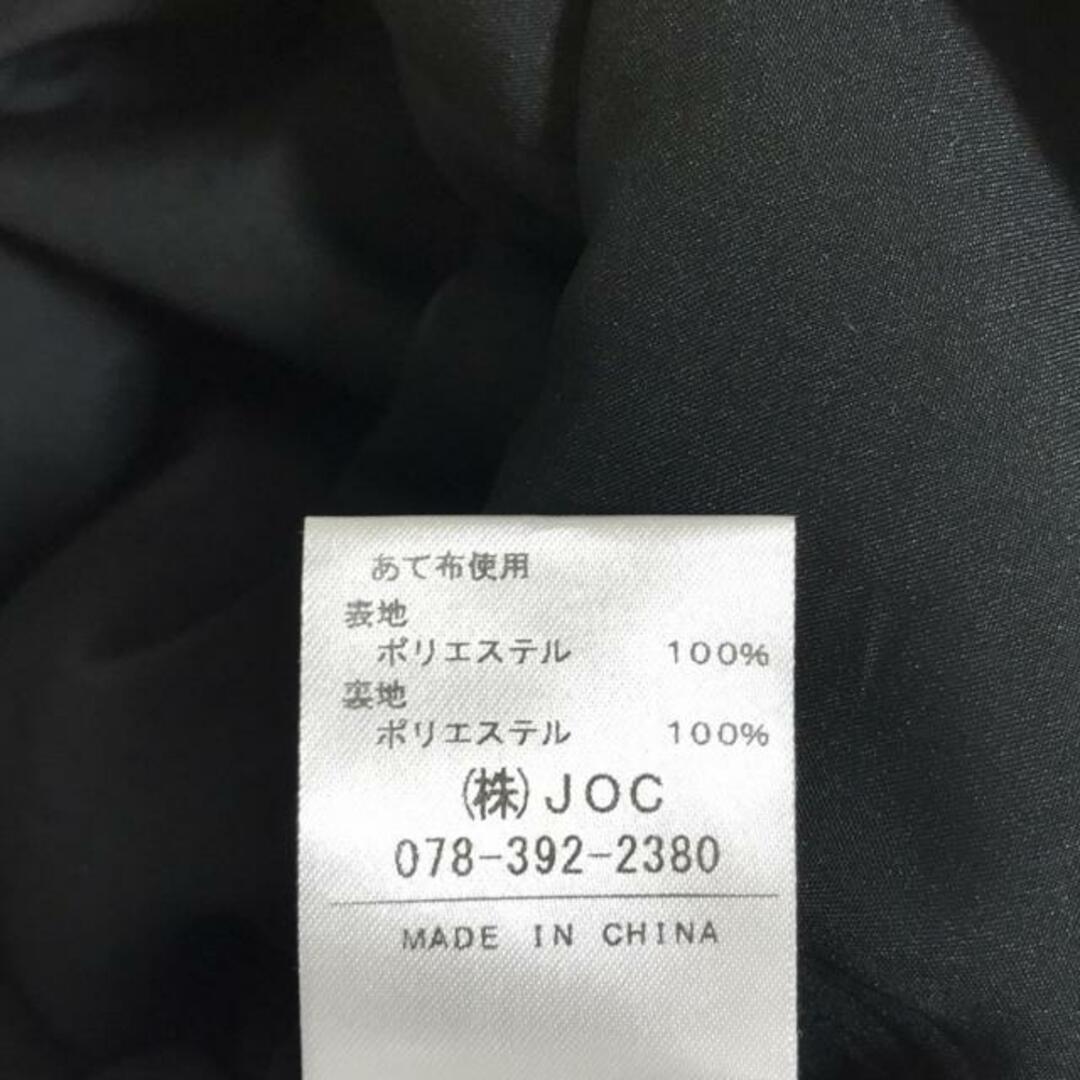 あて布使用
表地
ポリエステル 100%
裏地
ポリエステル 100%
(株)JOC
078-392-2380
MADE IN CHINA